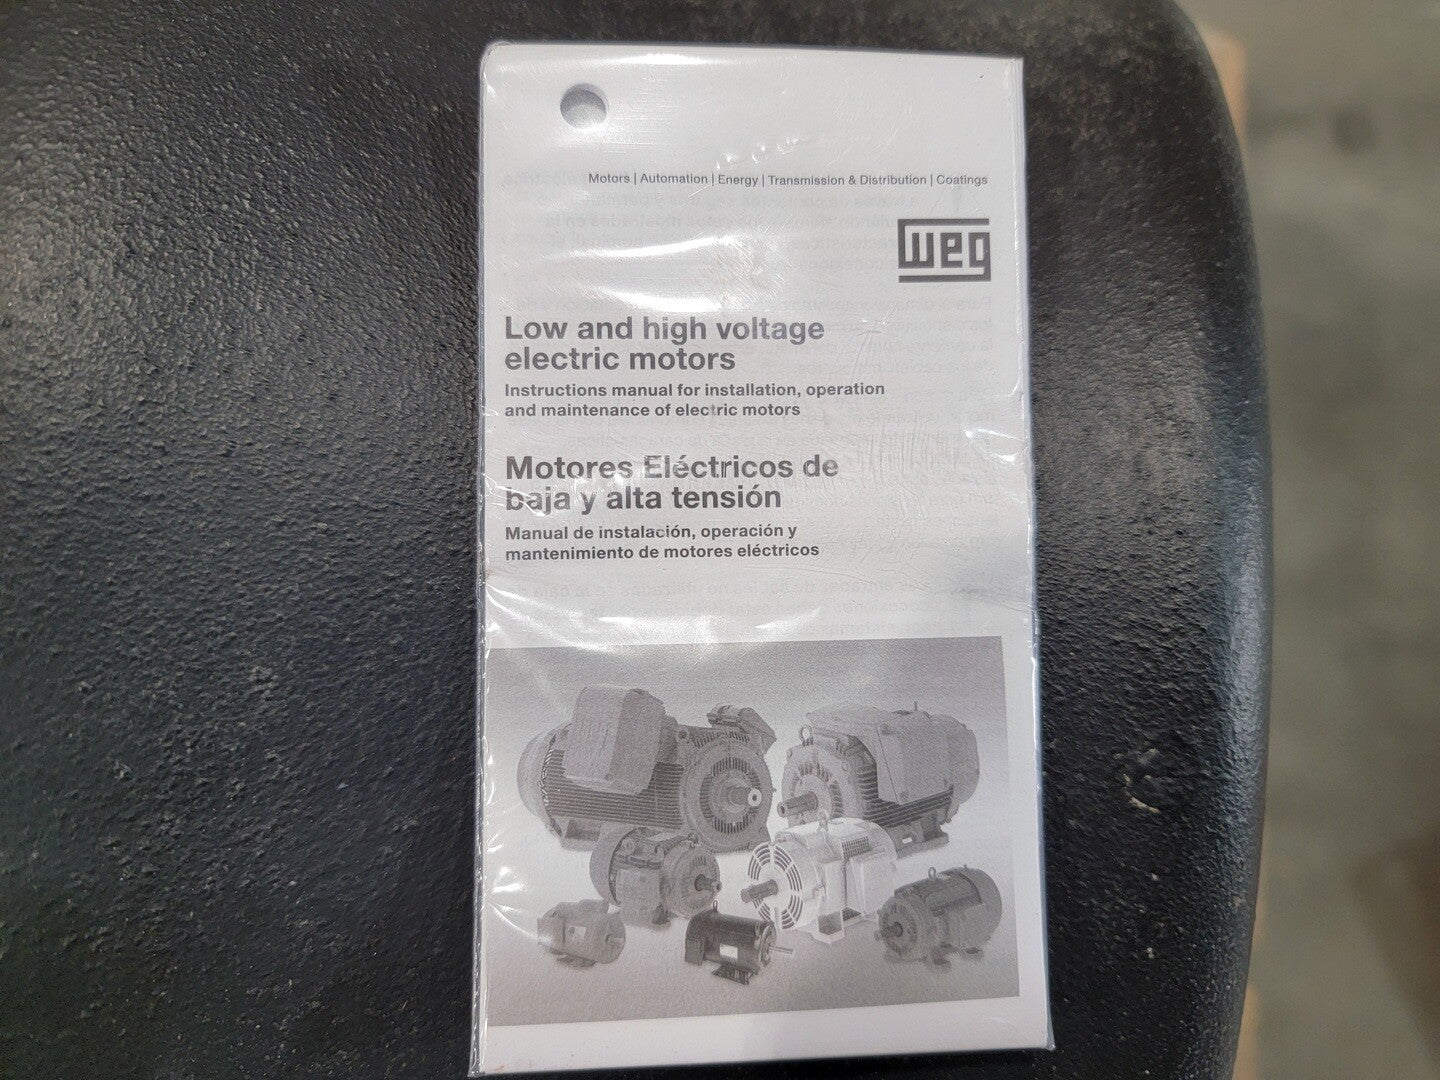 Motors | Automation | Energy | Transmission & Distribution | Coatings
weg
Low and high voltage
electric motors
Instructions manual for installation, operation
and maintenance of electric motors
Motores Eléctricos de
baja y alta tensión
Manual de instalación, operación y
mantenimiento de motores eléctricos